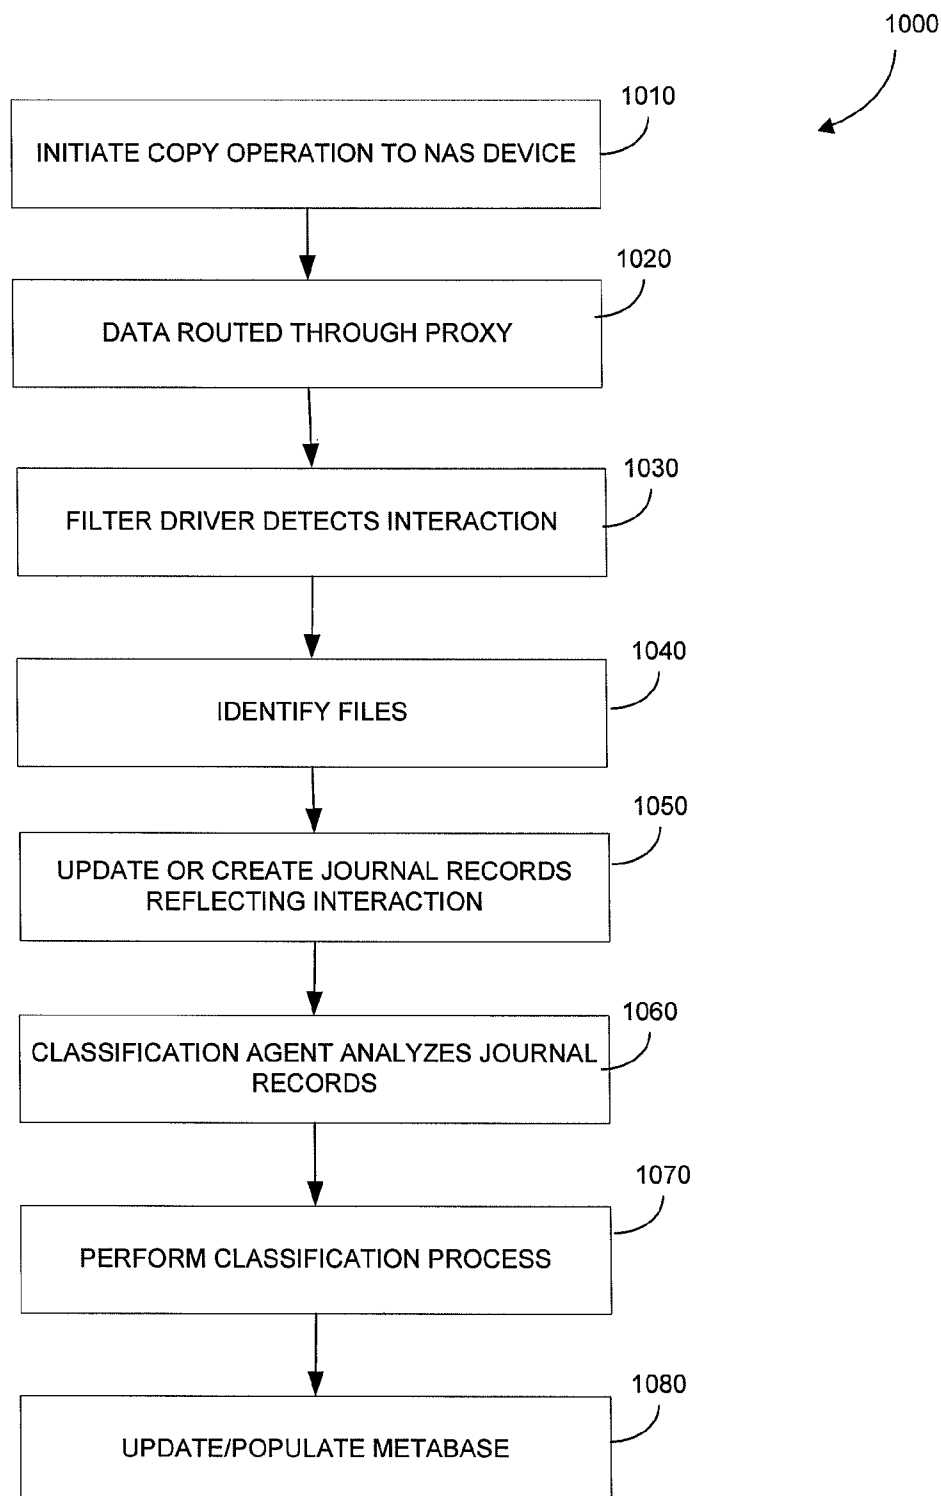 1000
1010
INITIATE COPY OPERATION TO NAS DEVICE
1020
DATA ROUTED THROUGH PROXY
1030
FILTER DRIVER DETECTS INTERACTION
1040
IDENTIFY FILES
1050
UPDATE OR CREATE JOURNAL RECORDS
REFLECTING INTERACTION
1060
CLASSIFICATION AGENT ANALYZES JOURNAL
RECORDS
1070
PERFORM CLASSIFICATION PROCESS
1080
UPDATE/POPULATE METABASE